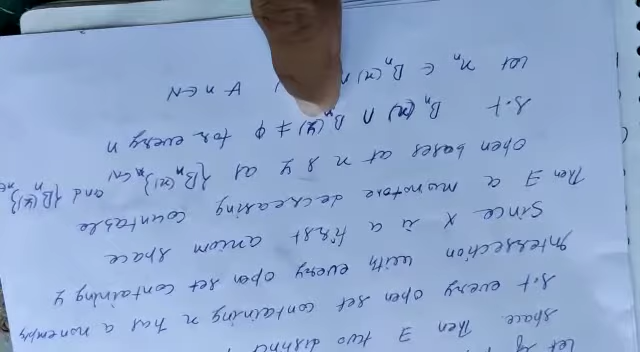 Let if
space. Then ∃ two
s.t every open set containing x has a nonempty
intersection with every open set containing y
Since X is a first axiom space
Then ∃ a monotone decreasing countable
open bases at x & y as {Bₙ(x)}ₙ∈N and {Bₙ(y)}ₙ∈N
s.t Bₙ(x) ∩ Bₙ(y) ≠ φ for every n
Let xₙ ∈ Bₙ(x) ∩ ∀ n∈N